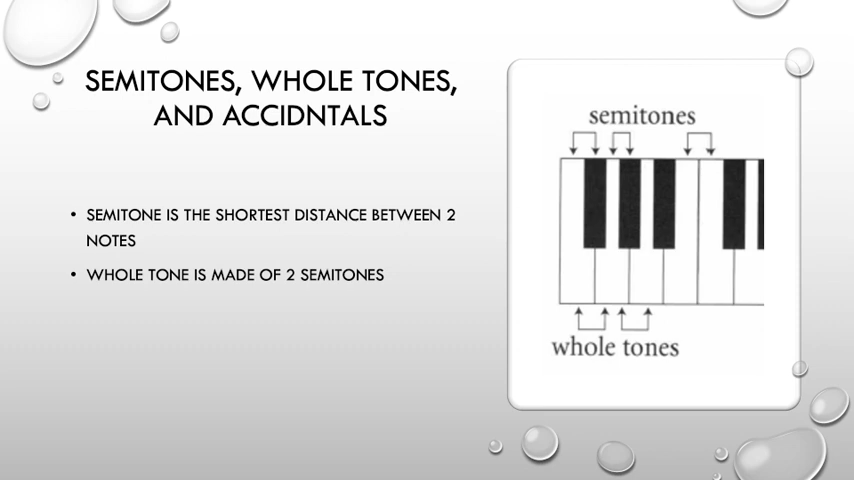 SEMITONES, WHOLE TONES,
AND ACCIDNTALS
• SEMITONE IS THE SHORTEST DISTANCE BETWEEN 2
NOTES
• WHOLE TONE IS MADE OF 2 SEMITONES
semitones
whole tones